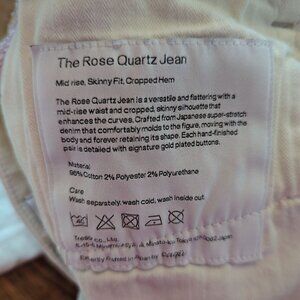 The Rose Quartz Jean
Mid rise, Skinny Fit, Cropped Hem
The Rose Quartz Jean is a versatile and flattering with a
mid-rise waist and cropped, skinny silhouette that
enhances the curves. Crafted from Japanese super-stretch
denim that comfortably molds to the figure, moving with the
body and forever retaining its shape. Each hand-finished
pair is detailed with signature gold plated buttons.
Material
96% Cotton 2% Polyester 2% Polyurethane
Care
Wash separately, wash cold, wash inside out
Co., Ltd.
Tokyo Japan